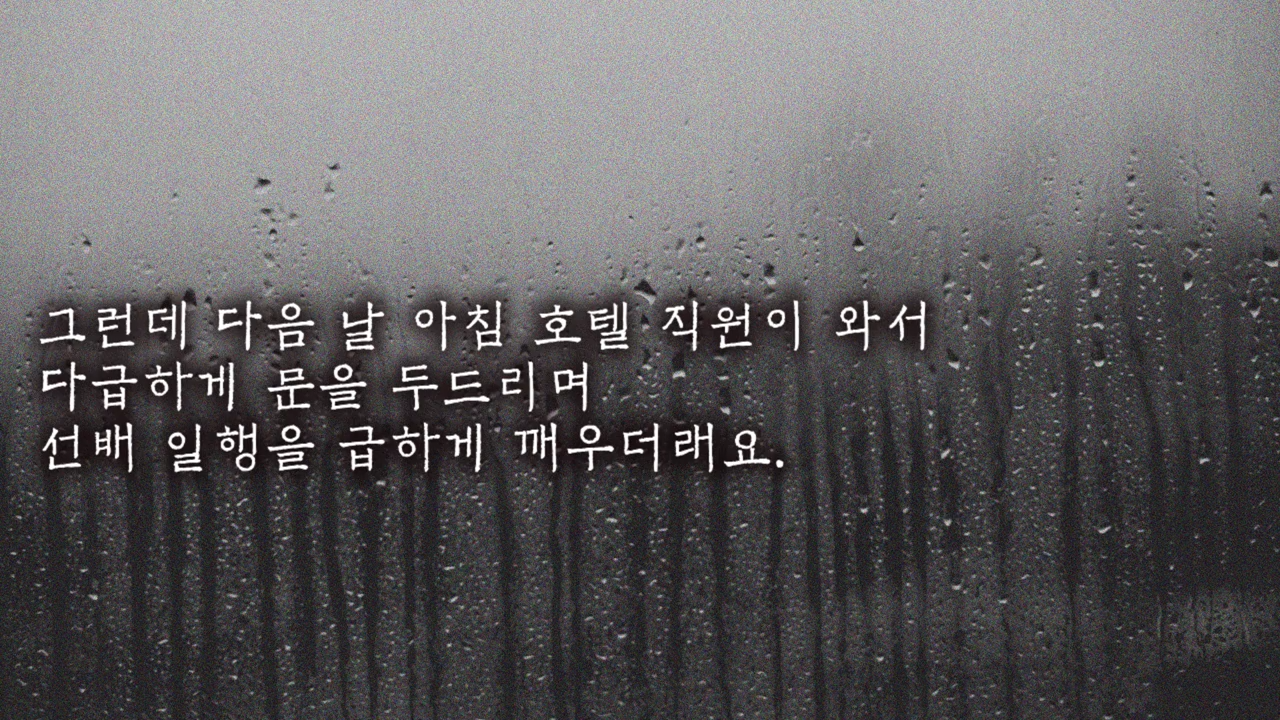 그런데 다음 날 아침 호텔 직원이 와서
다급하게 문을 두드리며
선배 일행을 급하게 깨우더래요.